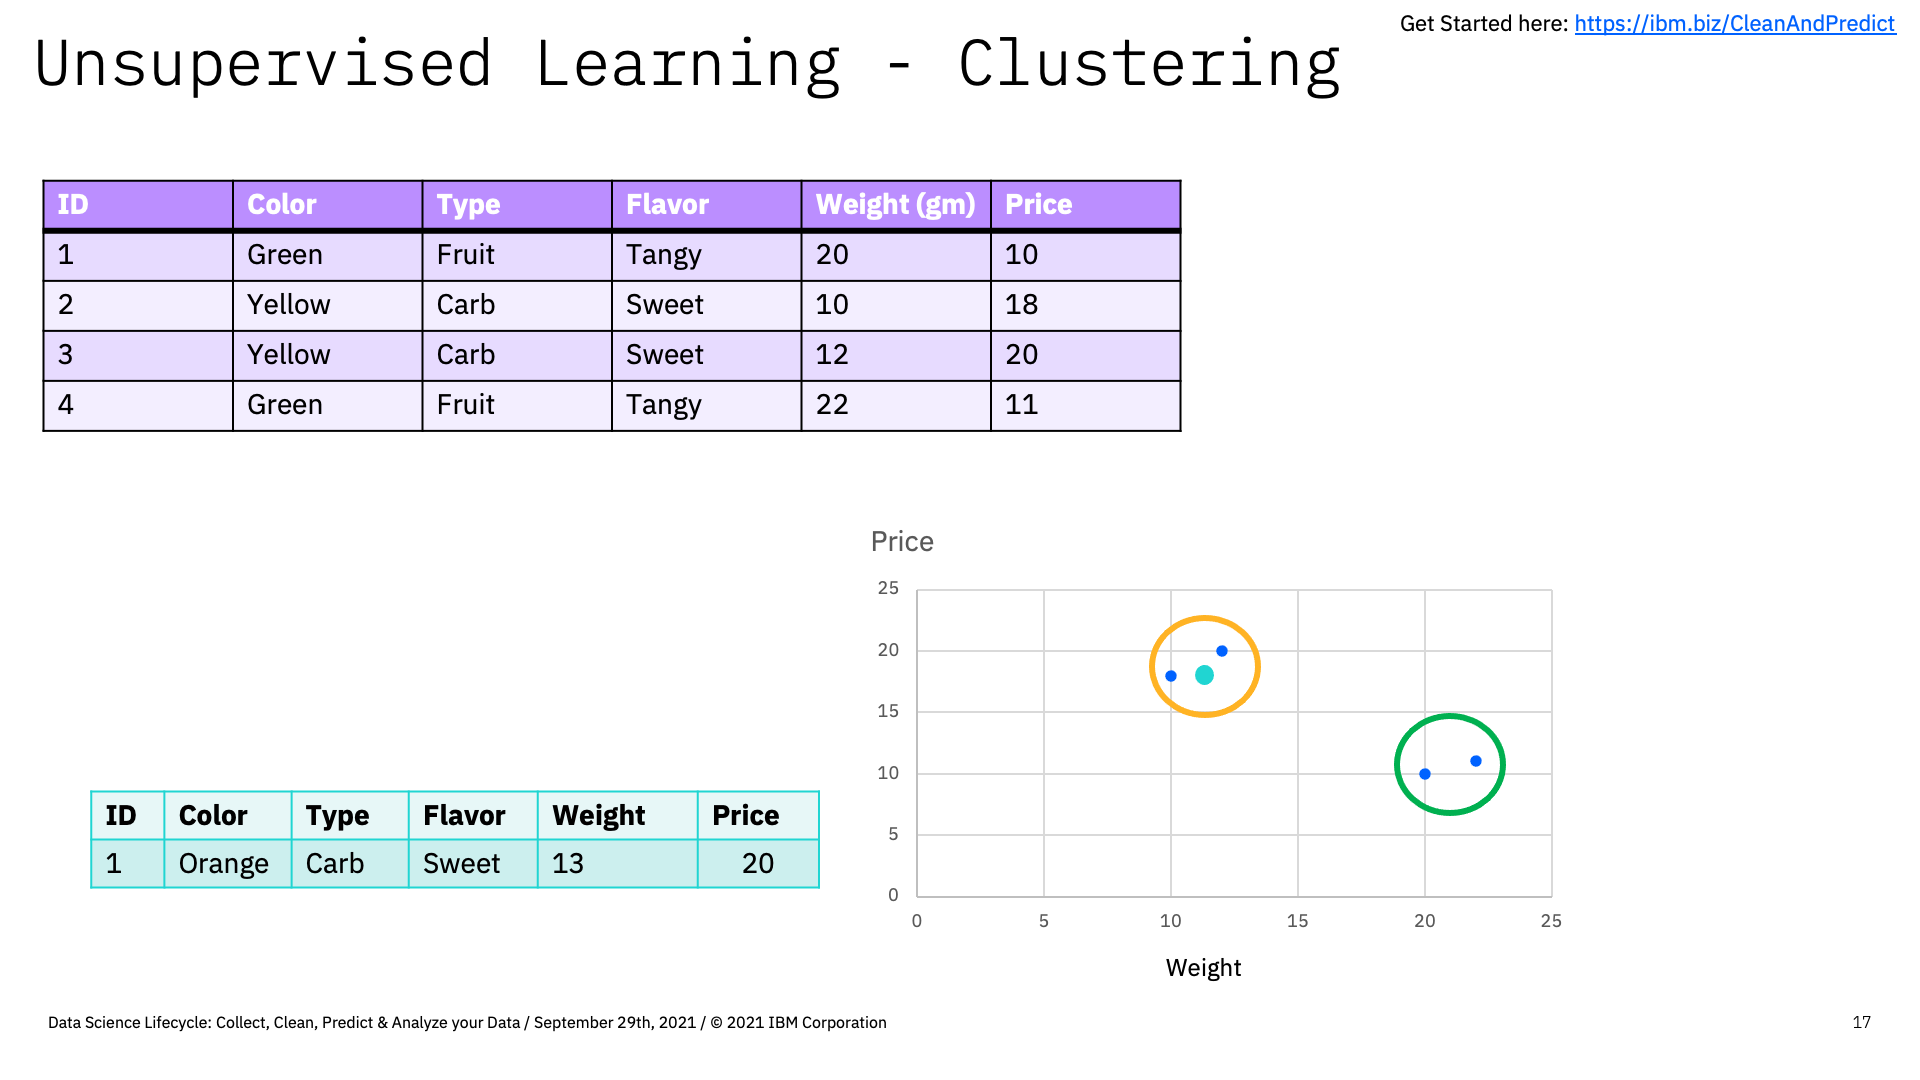 Get Started here: https://ibm.biz/CleanAndPredict
Unsupervised Learning - Clustering
ID Color Type Flavor Weight (gm) Price
1 Green Fruit Tangy 20 10
2 Yellow Carb Sweet 10 18
3 Yellow Carb Sweet 12 20
4 Green Fruit Tangy 22 11
Price
25
20
15
10
5
0
0 5 10 15 20 25
Weight
ID Color Type Flavor Weight Price
1 Orange Carb Sweet 13 20
Data Science Lifecycle: Collect, Clean, Predict & Analyze your Data / September 29th, 2021 / © 2021 IBM Corporation
17